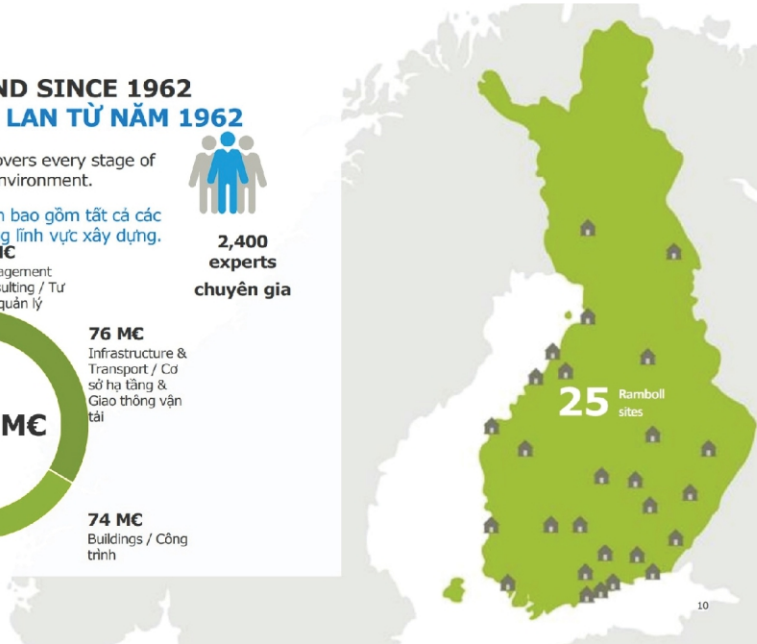 ND SINCE 1962
LAN TỪ NĂM 1962
overs every stage of
nvironment.
n bao gồm tất cả các
g lĩnh vực xây dựng.
2,400
experts
chuyên gia
M€
agement
sulting / Tư
quản lý
76 M€
Infrastructure &
Transport / Cơ
sở hạ tầng &
Giao thông vận
tải
M€
74 M€
Buildings / Công
trình
25 Ramboll
sites
10